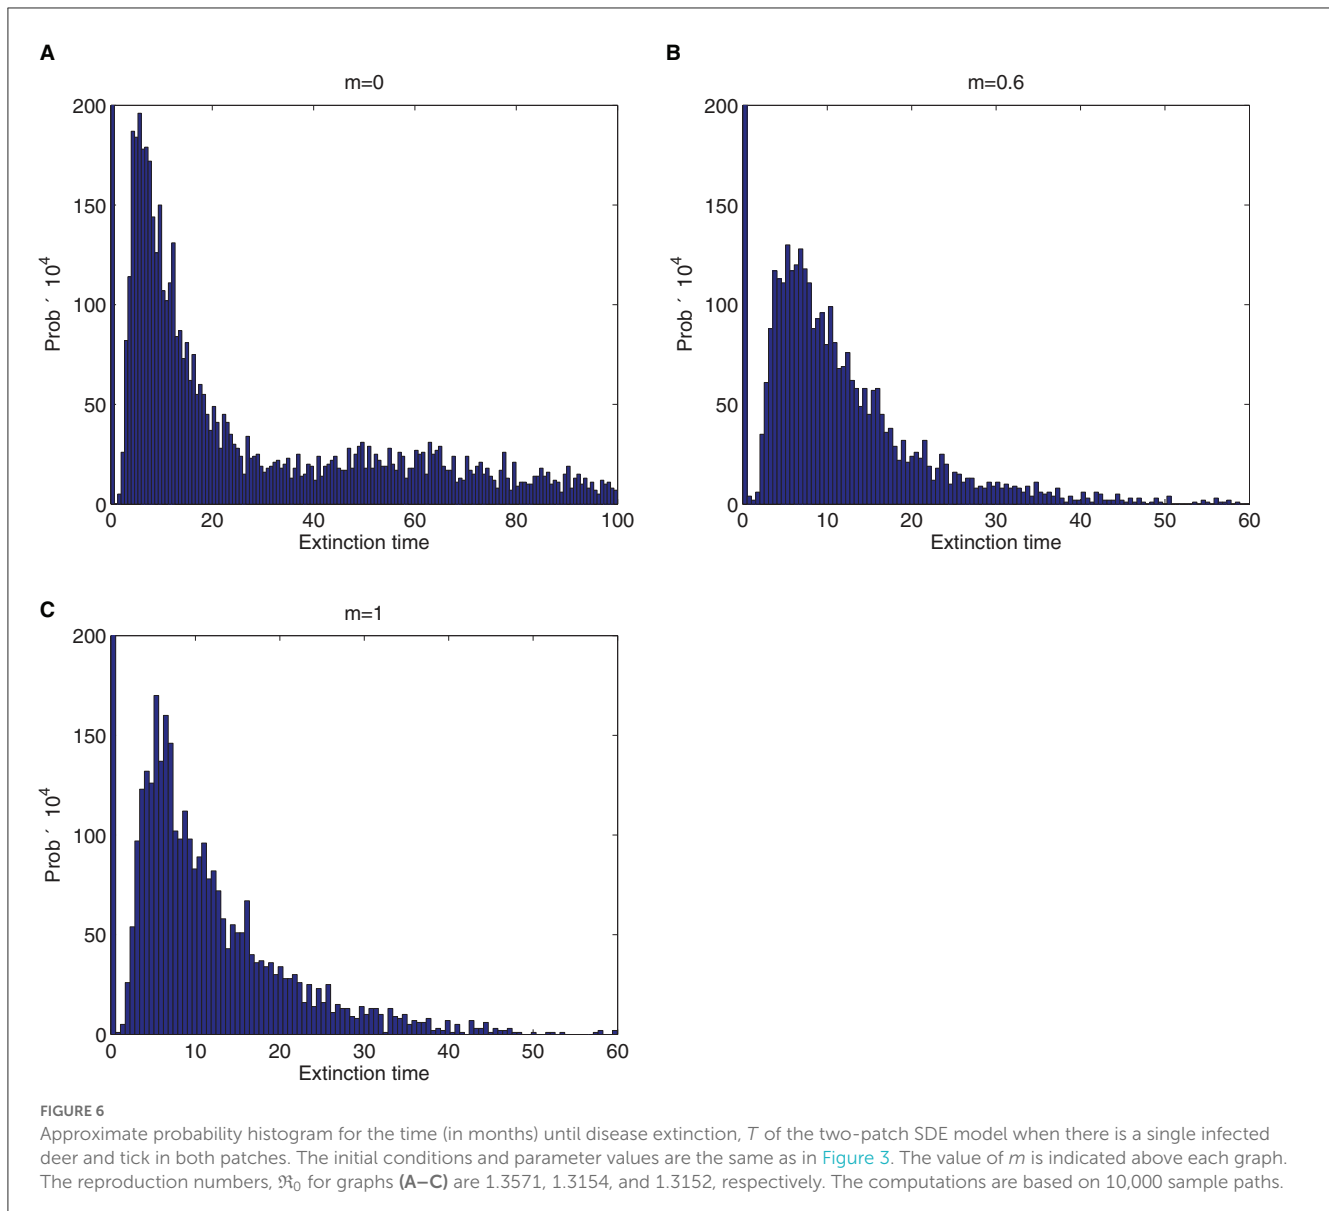 A
m=0
200
150
100
50
0
Prob ´ 10^4
0 20 40 60 80 100
Extinction time
B
m=0.6
200
150
100
50
0
Prob ´ 10^4
0 10 20 30 40 50 60
Extinction time
C
m=1
200
150
100
50
0
Prob ´ 10^4
0 10 20 30 40 50 60
Extinction time
FIGURE 6
Approximate probability histogram for the time (in months) until disease extinction, T of the two-patch SDE model when there is a single infected
deer and tick in both patches. The initial conditions and parameter values are the same as in Figure 3. The value of m is indicated above each graph.
The reproduction numbers, ℜ₀ for graphs (A–C) are 1.3571, 1.3154, and 1.3152, respectively. The computations are based on 10,000 sample paths.